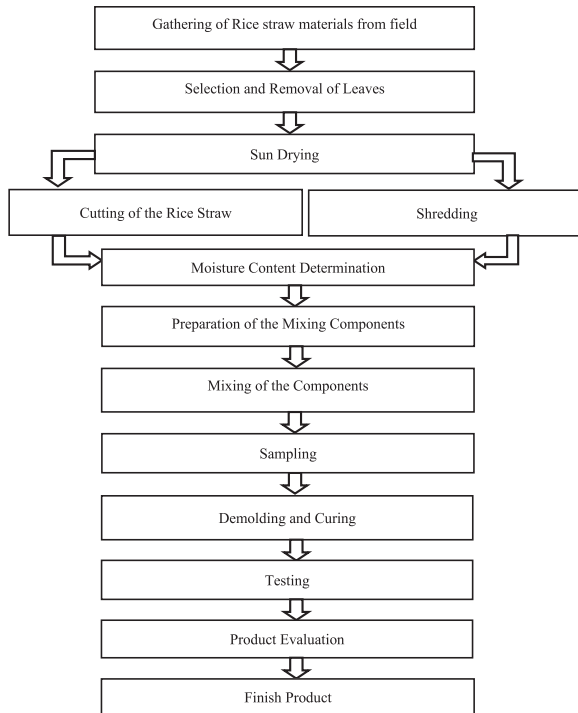 Gathering of Rice straw materials from field
Selection and Removal of Leaves
Sun Drying
Cutting of the Rice Straw
Shredding
Moisture Content Determination
Preparation of the Mixing Components
Mixing of the Components
Sampling
Demolding and Curing
Testing
Product Evaluation
Finish Product